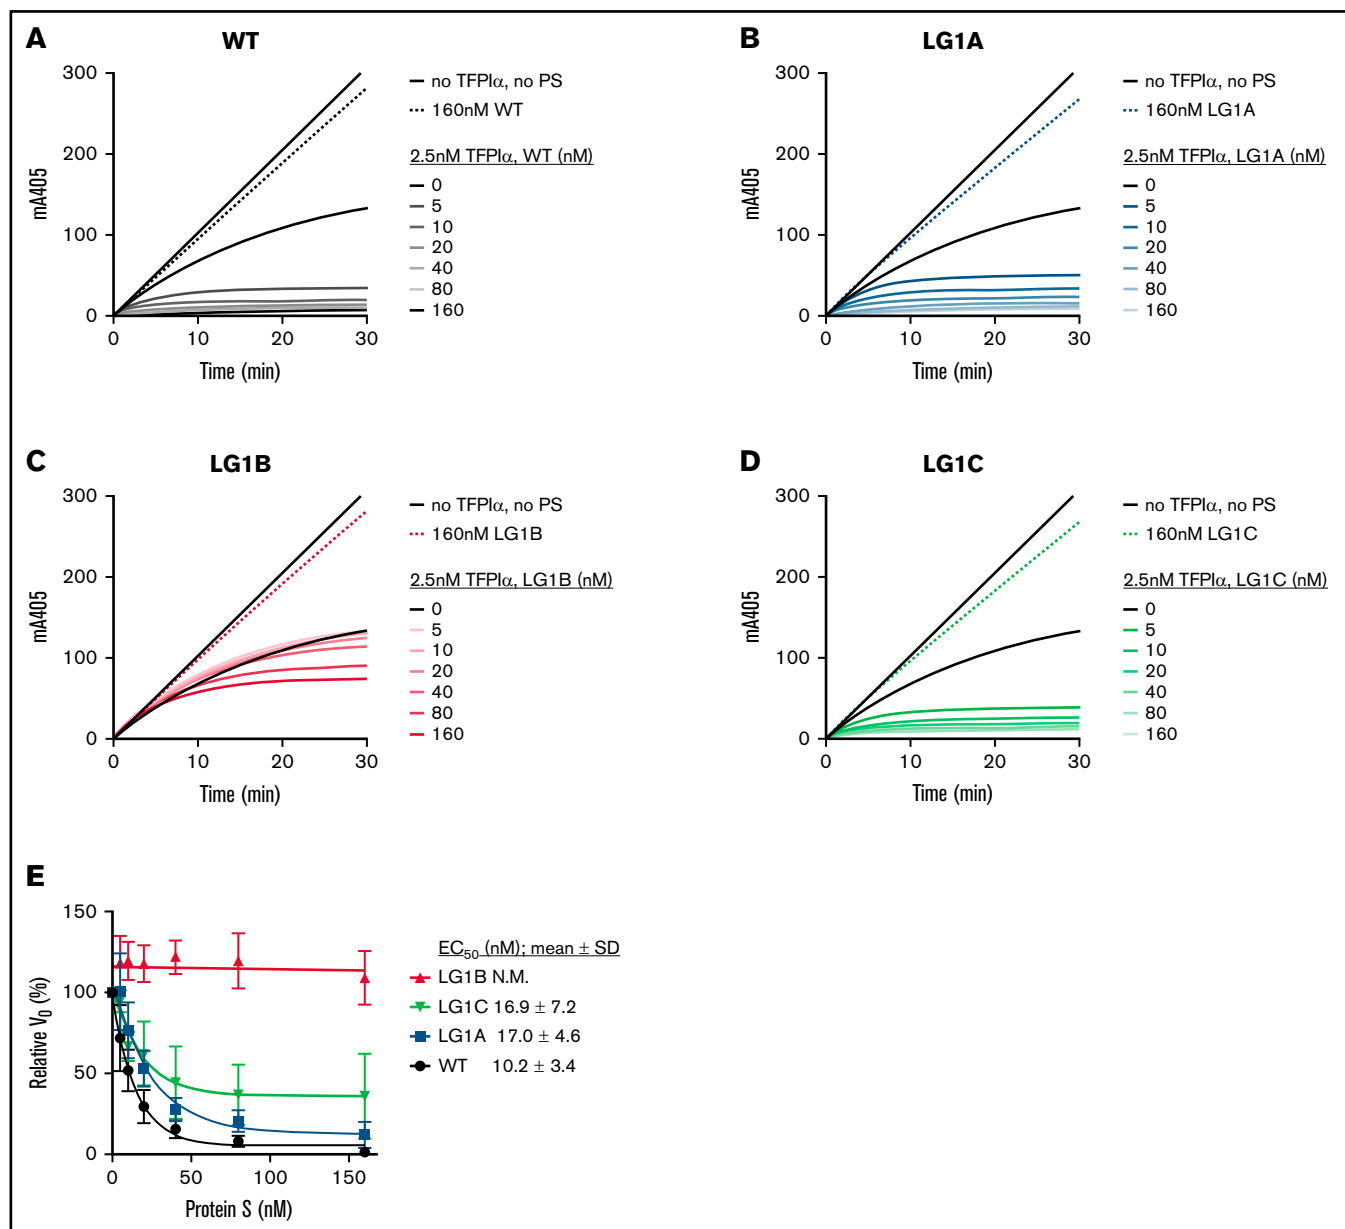 A
WT
300
200
100
0
mA405
0
10
20
30
Time (min)
no TFPIα, no PS
160nM WT
2.5nM TFPIα, WT (nM)
0
5
10
20
40
80
160
B
LG1A
300
200
100
0
mA405
0
10
20
30
Time (min)
no TFPIα, no PS
160nM LG1A
2.5nM TFPIα, LG1A (nM)
0
5
10
20
40
80
160
C
LG1B
300
200
100
0
mA405
0
10
20
30
Time (min)
no TFPIα, no PS
160nM LG1B
2.5nM TFPIα, LG1B (nM)
0
5
10
20
40
80
160
D
LG1C
300
200
100
0
mA405
0
10
20
30
Time (min)
no TFPIα, no PS
160nM LG1C
2.5nM TFPIα, LG1C (nM)
0
5
10
20
40
80
160
E
150
100
50
0
Relative V0 (%)
0
50
100
150
Protein S (nM)
EC50 (nM); mean ± SD
LG1B N.M.
LG1C 16.9 ± 7.2
LG1A 17.0 ± 4.6
WT 10.2 ± 3.4